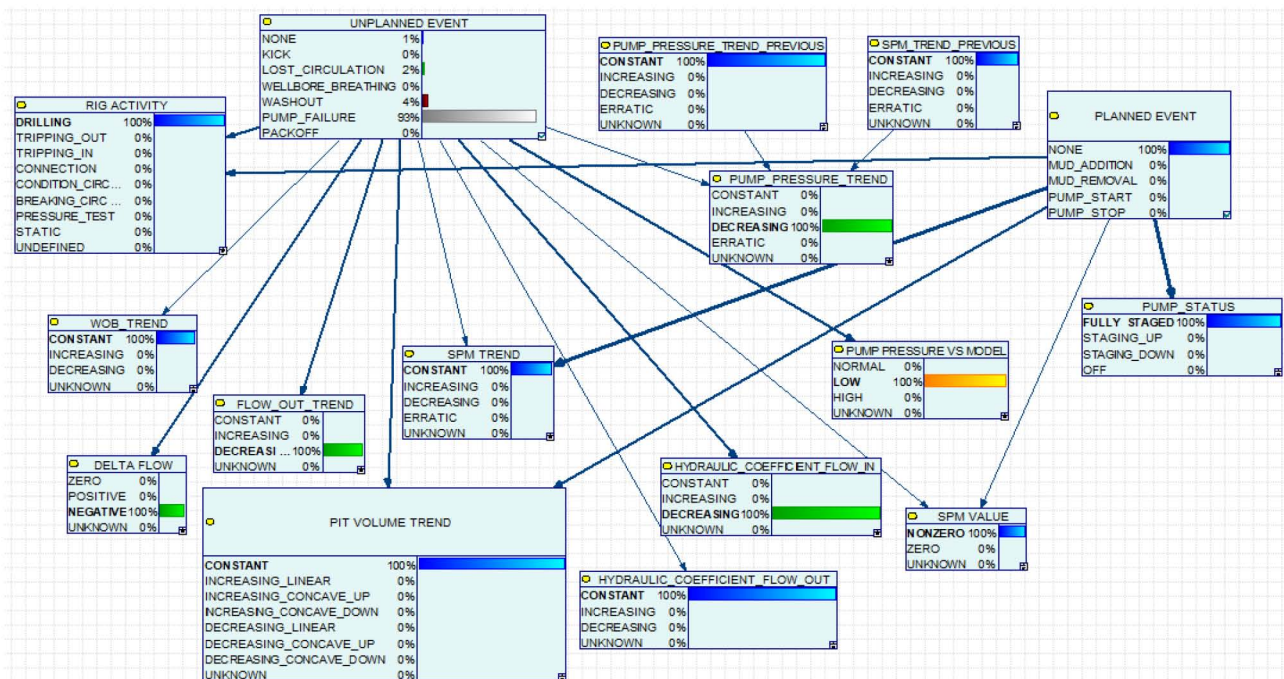 UNPLANNED EVENT
NONE 1%
KICK 0%
LOST_CIRCULATION 2%
WELLBORE_BREATHING 0%
WASHOUT 4%
PUMP_FAILURE 93%
PACKOFF 0%
PUMP_PRESSURE_TREND_PREVIOUS
CONSTANT 100%
INCREASING 0%
DECREASING 0%
ERRATIC 0%
UNKNOWN 0%
SPM_TREND_PREVIOUS
CONSTANT 100%
INCREASING 0%
DECREASING 0%
ERRATIC 0%
UNKNOWN 0%
RIG ACTIVITY
DRILLING 100%
TRIPPING_OUT 0%
TRIPPING_IN 0%
CONNECTION 0%
CONDITION_CIRC ... 0%
BREAKING_CIRC ... 0%
PRESSURE_TEST 0%
STATIC 0%
UNDEFINED 0%
PLANNED EVENT
NONE 100%
MUD_ADDITION 0%
MUD_REMOVAL 0%
PUMP_START 0%
PUMP_STOP 0%
PUMP_PRESSURE_TREND
CONSTANT 0%
INCREASING 0%
DECREASING 100%
ERRATIC 0%
UNKNOWN 0%
WOB_TREND
CONSTANT 100%
INCREASING 0%
DECREASING 0%
UNKNOWN 0%
SPM TREND
CONSTANT 100%
INCREASING 0%
DECREASING 0%
ERRATIC 0%
UNKNOWN 0%
PUMP PRESSURE VS MODEL
NORMAL 0%
LOW 100%
HIGH 0%
UNKNOWN 0%
PUMP_STATUS
FULLY STAGED 100%
STAGING_UP 0%
STAGING_DOWN 0%
OFF 0%
FLOW_OUT_TREND
CONSTANT 0%
INCREASING 0%
DECREASI ... 100%
UNKNOWN 0%
DELTA FLOW
ZERO 0%
POSITIVE 0%
NEGATIVE 100%
UNKNOWN 0%
HYDRAULIC_COEFFICIENT_FLOW_IN
CONSTANT 0%
INCREASING 0%
DECREASING 100%
UNKNOWN 0%
SPM VALUE
NONZERO 100%
ZERO 0%
UNKNOWN 0%
PIT VOLUME TREND
CONSTANT 100%
INCREASING_LINEAR 0%
INCREASING_CONCAVE_UP 0%
INCREASING_CONCAVE_DOWN 0%
DECREASING_LINEAR 0%
DECREASING_CONCAVE_UP 0%
DECREASING_CONCAVE_DOWN 0%
UNKNOWN 0%
HYDRAULIC_COEFFICIENT_FLOW_OUT
CONSTANT 100%
INCREASING 0%
DECREASING 0%
UNKNOWN 0%